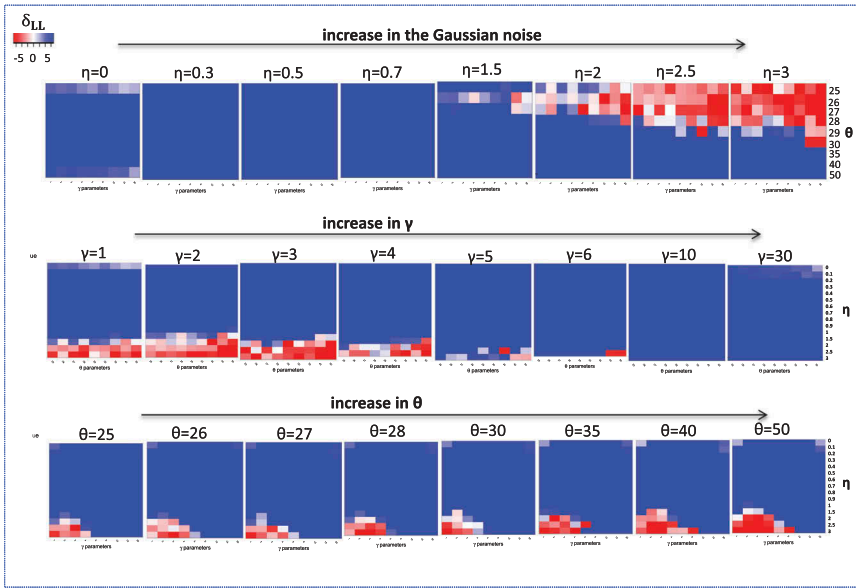 δLL
-5 0 5
increase in the Gaussian noise
η=0 η=0.3 η=0.5 η=0.7 η=1.5 η=2 η=2.5 η=3
25
26
27
28
29
30
35
40
50
θ
γ parameters γ parameters γ parameters γ parameters γ parameters γ parameters γ parameters γ parameters
increase in γ
ue
γ=1 γ=2 γ=3 γ=4 γ=5 γ=6 γ=10 γ=30
0
0.1
0.2
0.3
0.4
0.5
0.6
0.7
0.8
0.9
1
1.5
2
2.5
3
η
θ parameters θ parameters θ parameters θ parameters θ parameters θ parameters θ parameters θ parameters
increase in θ
ue
θ=25 θ=26 θ=27 θ=28 θ=30 θ=35 θ=40 θ=50
0
0.1
0.2
0.3
0.4
0.5
0.6
0.7
0.8
0.9
1
1.5
2
2.5
3
η
γ parameters γ parameters γ parameters γ parameters γ parameters γ parameters γ parameters γ parameters